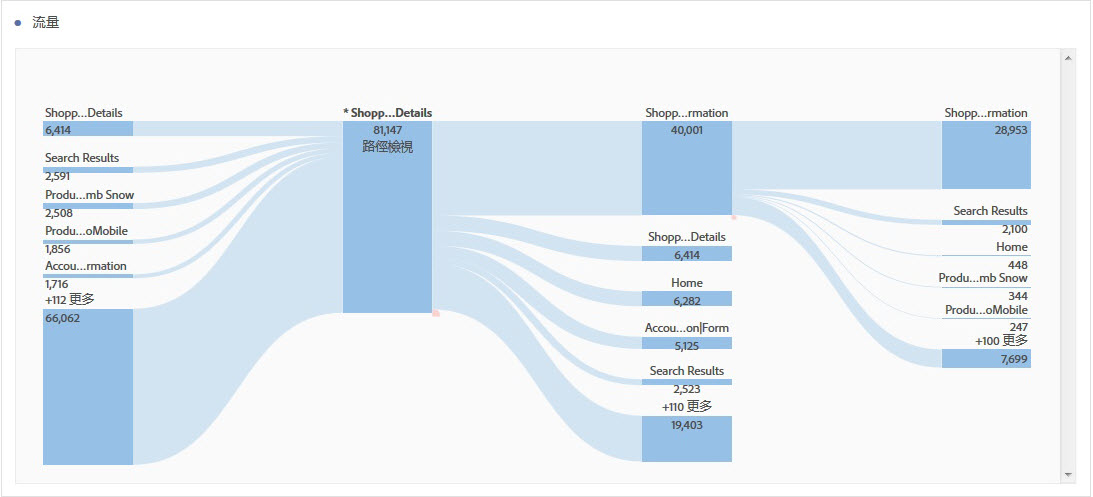 流量
Shopp...Details
6,414
Search Results
2,591
Produ...mb Snow
2,508
Produ...oMobile
1,856
Accou...rmation
1,716
+112 更多
66,062
* Shopp...Details
81,147
路徑檢視
Shopp...rmation
40,001
Shopp...Details
6,414
Home
6,282
Accou...on|Form
5,125
Search Results
2,523
+110 更多
19,403
Shopp...rmation
28,953
Search Results
2,100
Home
448
Produ...mb Snow
344
Produ...oMobile
247
+100 更多
7,699